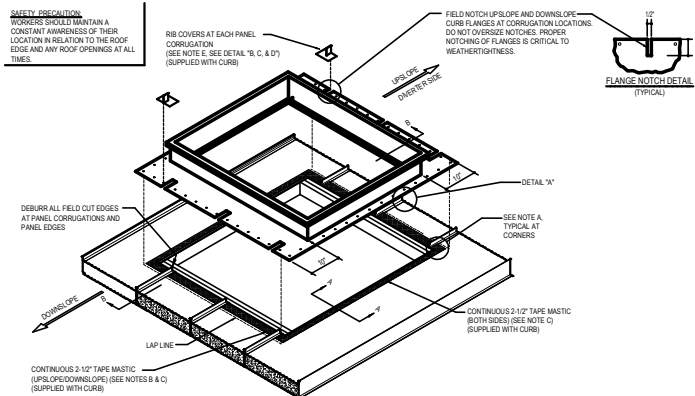 SAFETY PRECAUTION:
WORKERS SHOULD MAINTAIN A
CONSTANT AWARENESS OF THEIR
LOCATION IN RELATION TO THE ROOF
EDGE AND ANY ROOF OPENINGS AT ALL
TIMES.
RIB COVERS AT EACH PANEL
CORRUGATION
(SEE NOTE E, SEE DETAIL "B, C, & D")
(SUPPLIED WITH CURB)
FIELD NOTCH UPSLOPE AND DOWNSLOPE
CURB FLANGES AT CORRUGATION LOCATIONS.
DO NOT OVERSIZE NOTCHES. PROPER
NOTCHING OF FLANGES IS CRITICAL TO
WEATHERTIGHTNESS.
1/2"
FLANGE NOTCH DETAIL
(TYPICAL)
UPSLOPE
DIVERTER SIDE
B
10"
DETAIL "A"
DEBURR ALL FIELD CUT EDGES
AT PANEL CORRUGATIONS AND
PANEL EDGES
SEE NOTE A,
TYPICAL AT
CORNERS
10"
A
A
B
DOWNSLOPE
LAP LINE
CONTINUOUS 2-1/2" TAPE MASTIC
(BOTH SIDES) (SEE NOTE C)
(SUPPLIED WITH CURB)
CONTINUOUS 2-1/2" TAPE MASTIC
(UPSLOPE/DOWNSLOPE) (SEE NOTES B & C)
(SUPPLIED WITH CURB)